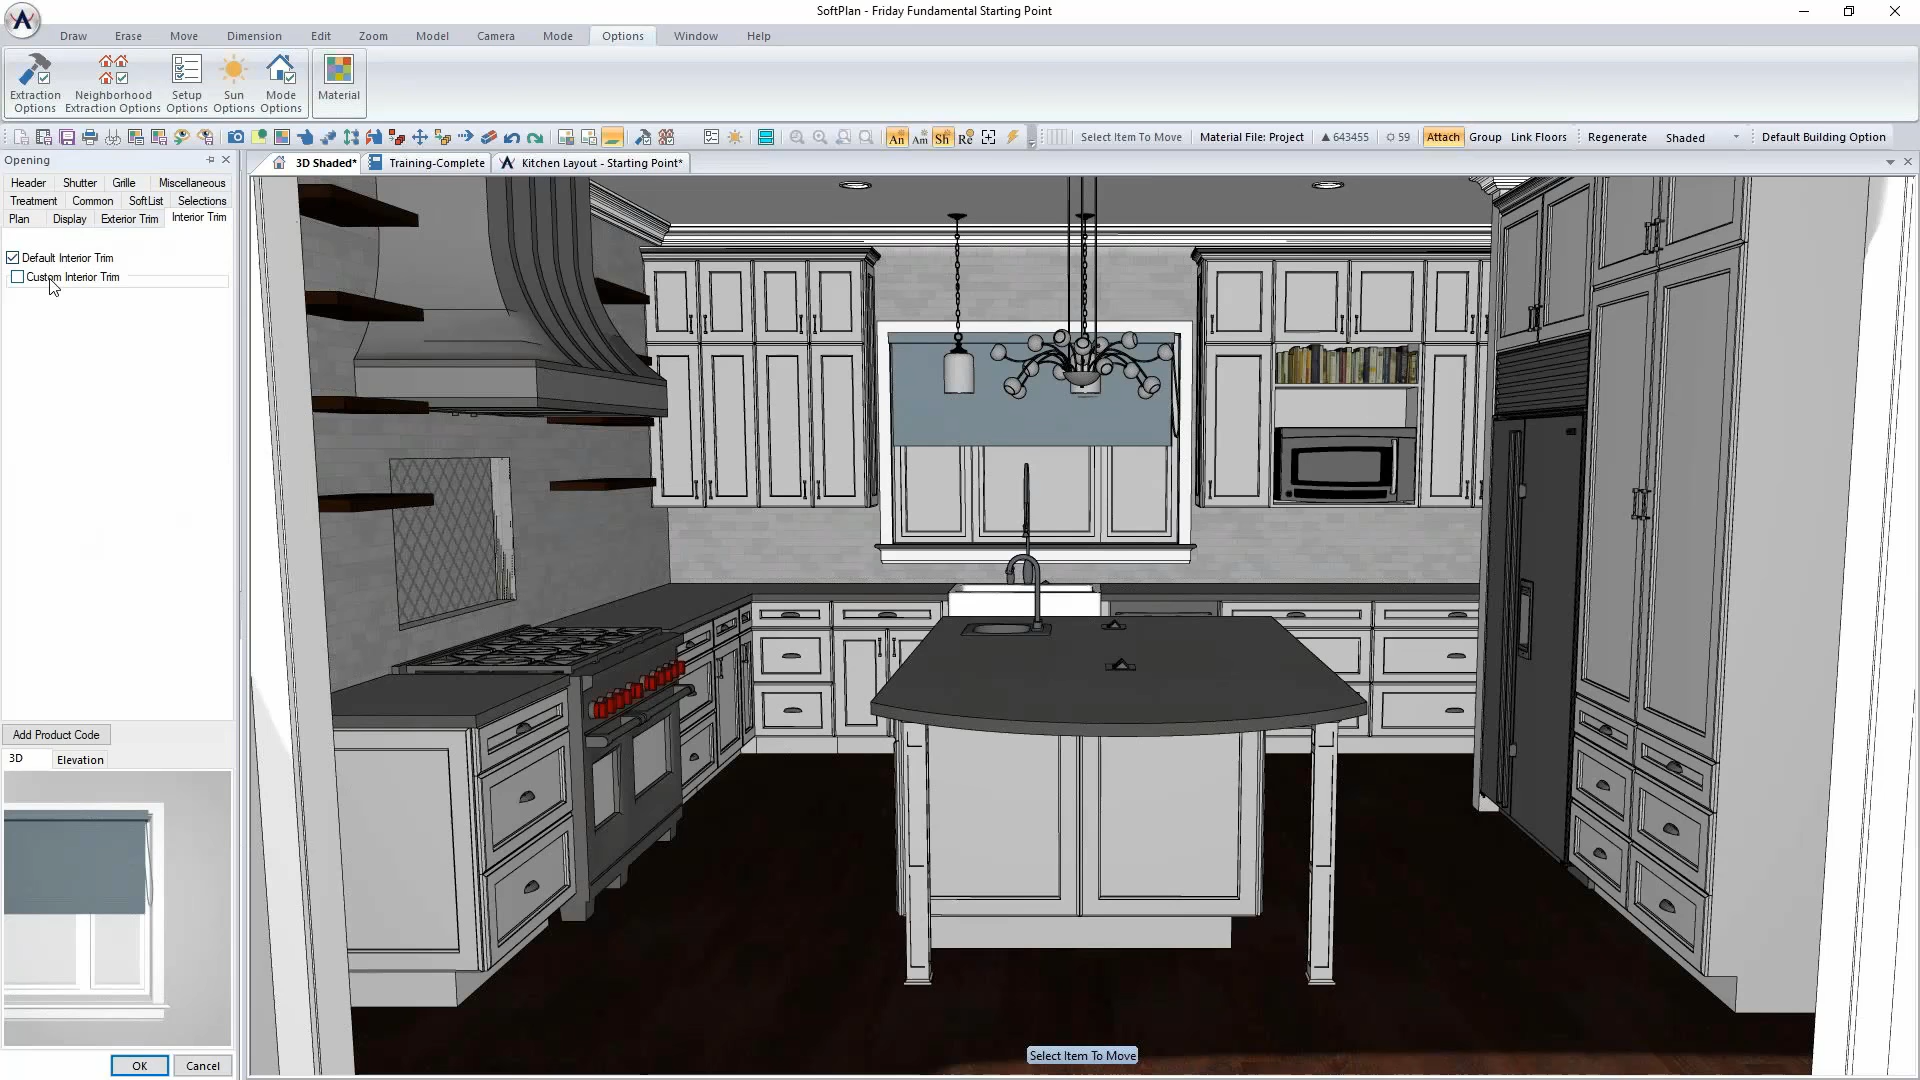 SoftPlan - Friday Fundamental Starting Point
Draw Erase Move Dimension Edit Zoom Model Camera Mode Options Window Help
Extraction Options
Neighborhood Extraction Options
Setup Options
Sun Options
Mode Options
Material
An Am Sh Re Select Item To Move Material File: Project 643455 59 Attach Group Link Floors Regenerate Shaded Default Building Option
Opening
3D Shaded* Training-Complete Kitchen Layout - Starting Point*
Header Shutter Grille Miscellaneous
Treatment Common SoftList Selections
Plan Display Exterior Trim Interior Trim
Default Interior Trim
Custom Interior Trim
Add Product Code
3D Elevation
OK Cancel
Select Item To Move